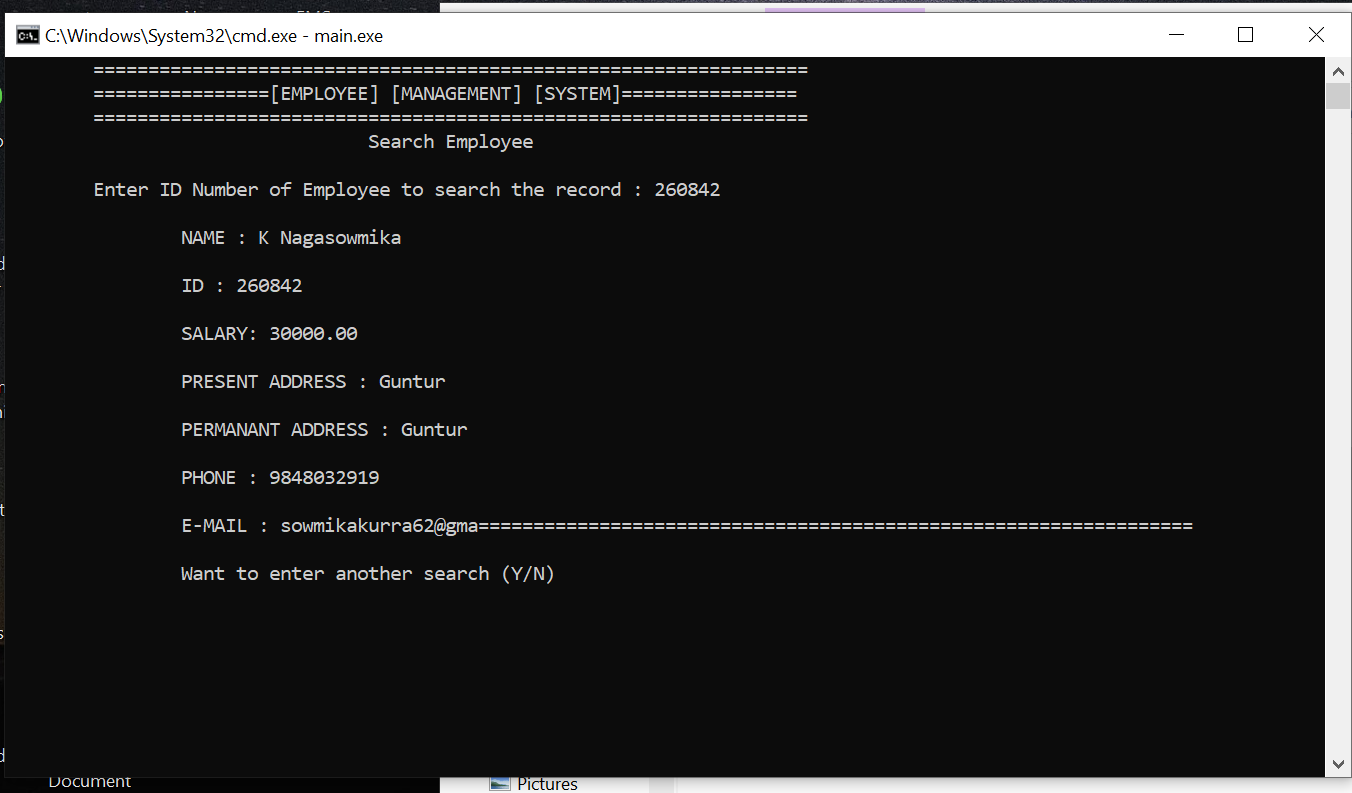 C:\Windows\System32\cmd.exe - main.exe
=================================================================
================[EMPLOYEE] [MANAGEMENT] [SYSTEM]================
=================================================================
Search Employee
Enter ID Number of Employee to search the record : 260842
NAME : K Nagasowmika
ID : 260842
SALARY: 30000.00
PRESENT ADDRESS : Guntur
PERMANANT ADDRESS : Guntur
PHONE : 9848032919
E-MAIL : sowmikakurra62@gma=================================================================
Want to enter another search (Y/N)
Document
Pictures